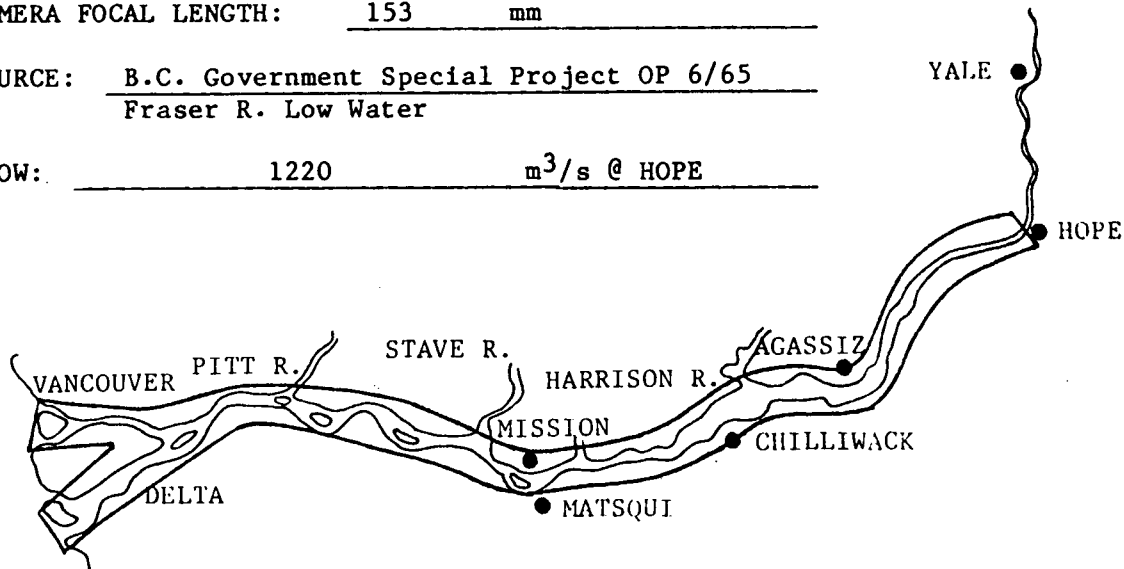 MERA FOCAL LENGTH: 153 mm
URCE: B.C. Government Special Project OP 6/65
Fraser R. Low Water
OW: 1220 m³/s @ HOPE
YALE
HOPE
PITT R.
STAVE R.
AGASSIZ
VANCOUVER
HARRISON R.
MISSION
CHILLIWACK
DELTA
MATSQUI